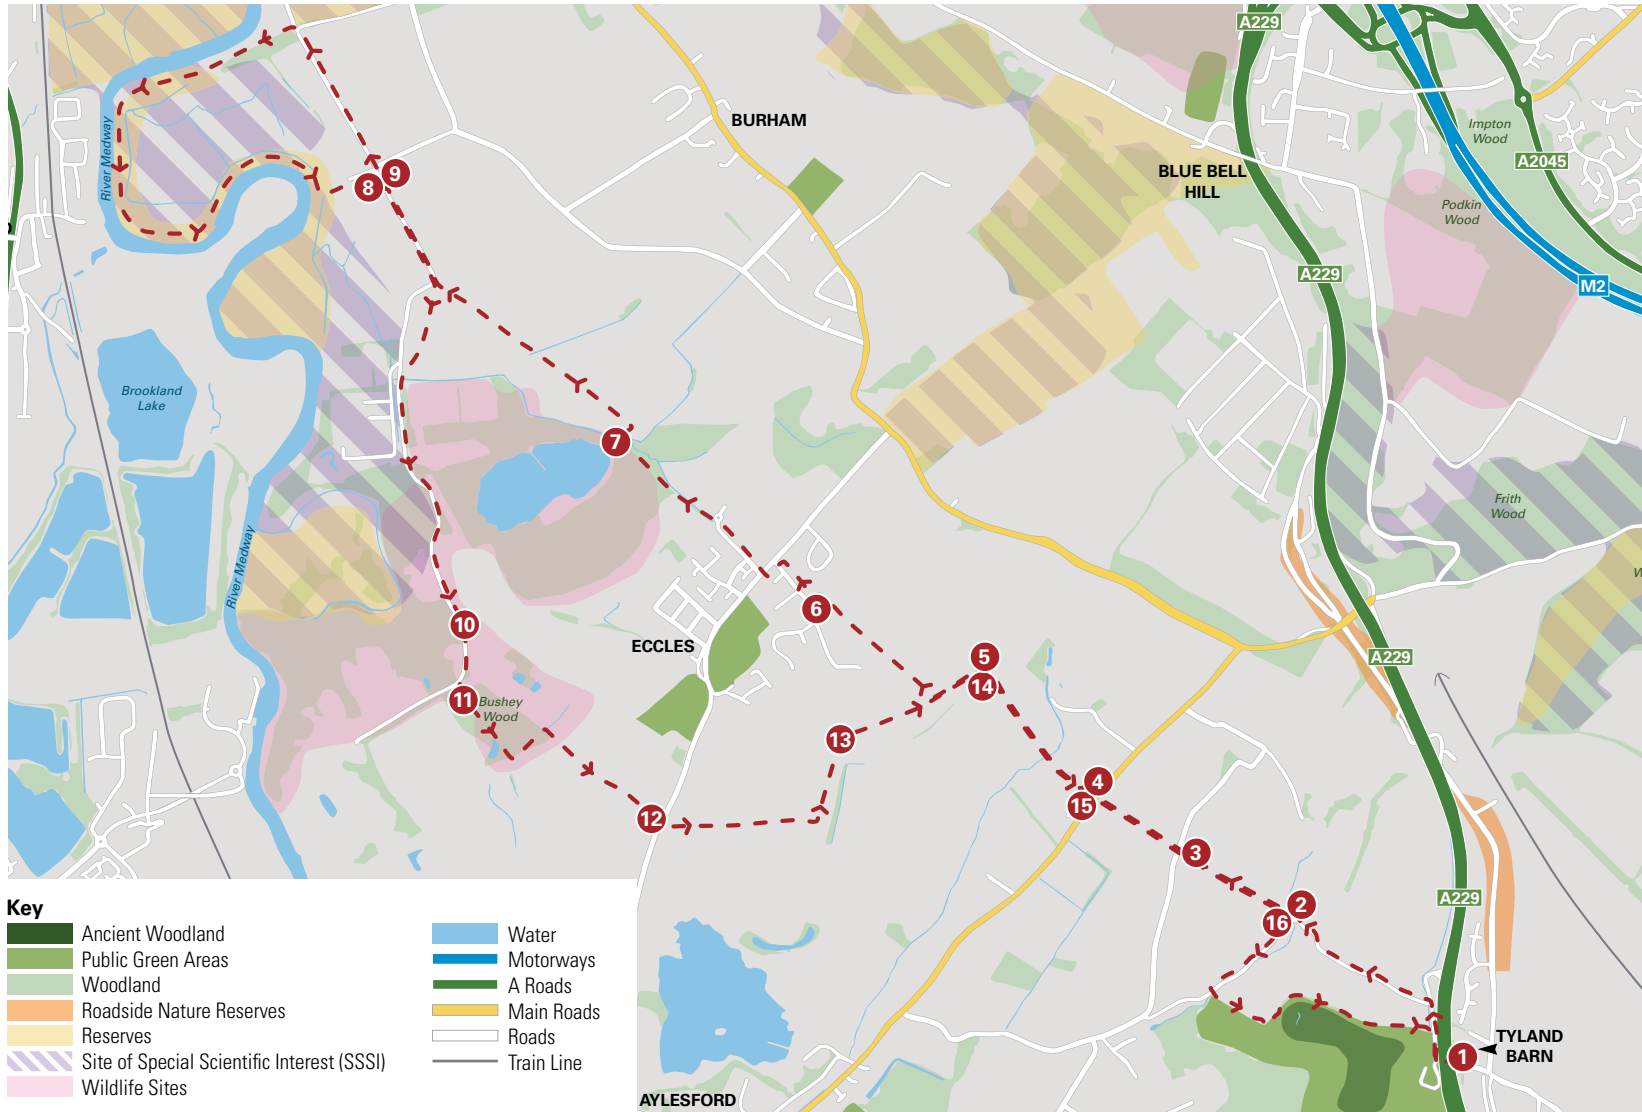 A229
BURHAM
Impton
Wood
A2045
BLUE BELL
HILL
River Medway
9
8
Podkin
Wood
A229
M2
Brookland
Lake
7
Frith
Wood
River Medway
6
10
ECCLES
5
14
A229
11
Bushey
Wood
13
4
15
12
3
A229
2
16
1
TYLAND
BARN
AYLESFORD
Key
Ancient Woodland
Public Green Areas
Woodland
Roadside Nature Reserves
Reserves
Site of Special Scientific Interest (SSSI)
Wildlife Sites
Water
Motorways
A Roads
Main Roads
Roads
Train Line